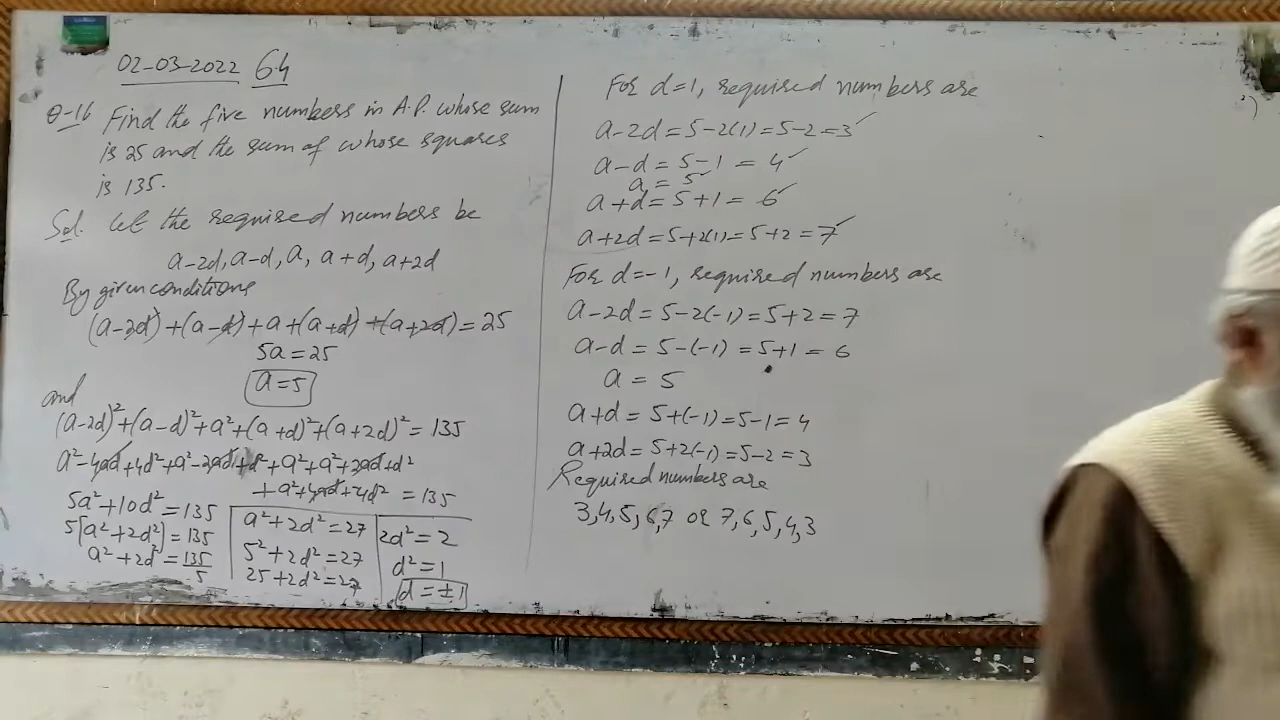 02-03-2022 6.4
Q-16 Find the five numbers in A.P. whose sum
is 25 and the sum of whose squares
is 135.
Sol. Let the required numbers be
a-2d, a-d, a, a+d, a+2d
By given conditions
(a-2d)+(a-d)+a+(a+d)+(a+2d)=25
5a=25
a=5
and
(a-2d)²+(a-d)²+a²+(a+d)²+(a+2d)²=135
a²-4ad+4d²+a²-2ad+d²+a²+a²+2ad+d²
+a²+4ad+4d²=135
5a²+10d²=135
5(a²+2d²)=135
a²+2d²=135/5
a²+2d²=27
5²+2d²=27
25+2d²=27
2d²=2
d²=1
d=±1
For d=1, required numbers are
a-2d=5-2(1)=5-2=3✓
a-d=5-1=4✓
a=5✓
a+d=5+1=6✓
a+2d=5+2(1)=5+2=7✓
For d=-1, required numbers are
a-2d=5-2(-1)=5+2=7
a-d=5-(-1)=5+1=6
a=5
a+d=5+(-1)=5-1=4
a+2d=5+2(-1)=5-2=3
Required numbers are
3,4,5,6,7 or 7,6,5,4,3